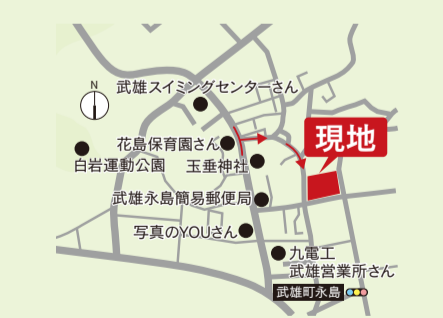 N
武雄スイミングセンターさん
花島保育園さん
現地
白岩運動公園
玉垂神社
武雄永島簡易郵便局
写真のYOUさん
九電工
武雄営業所さん
武雄町永島